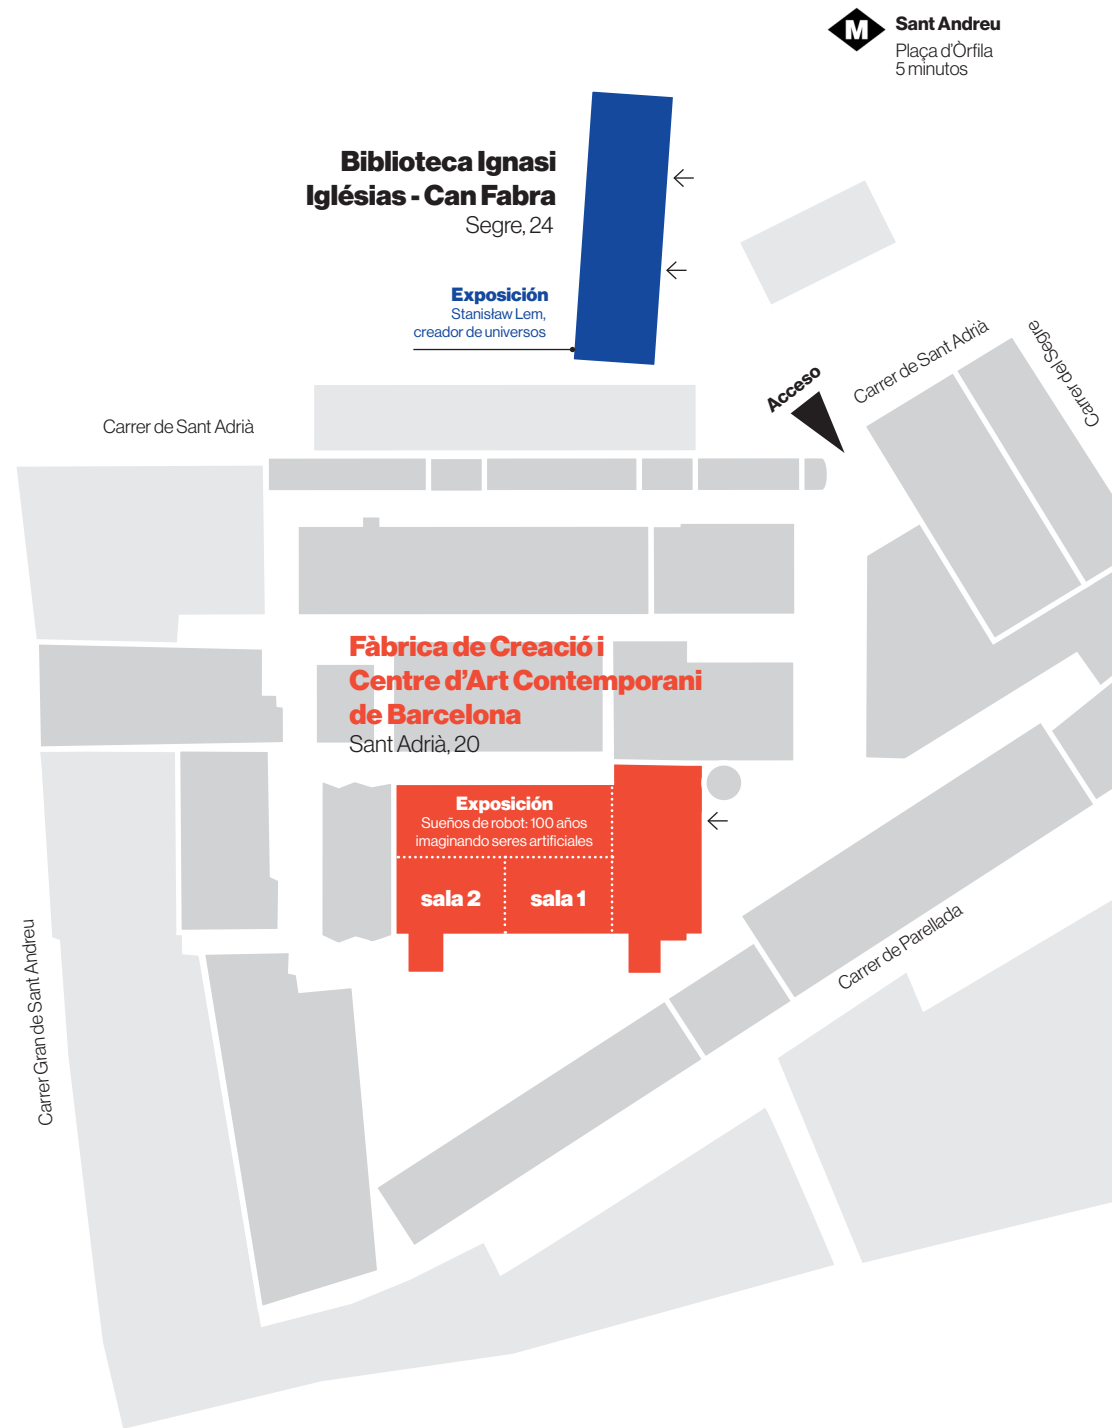 M
Sant Andreu
Plaça d'Òrfila
5 minutos
Biblioteca Ignasi
Iglésias - Can Fabra
Segre, 24
Exposición
Stanisław Lem,
creador de universos
Acceso
Carrer de Sant Adrià
Carrer del Segre
Carrer de Sant Adrià
Fàbrica de Creació i
Centre d'Art Contemporani
de Barcelona
Sant Adrià, 20
Exposición
Sueños de robot: 100 años
imaginando seres artificiales
sala 2
sala 1
Carrer Gran de Sant Andreu
Carrer de Parellada